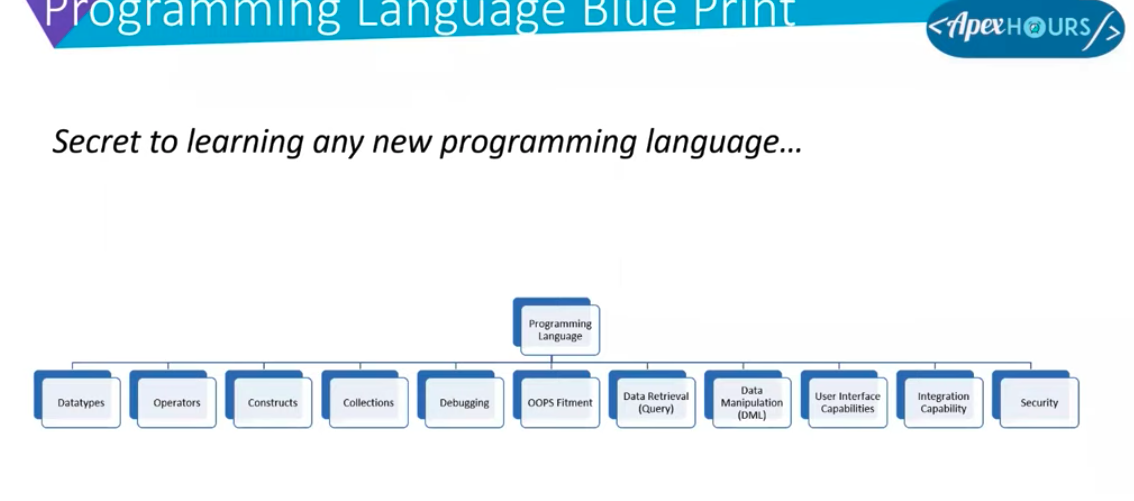 Programming Language Blue Print
<ApexHOURS/>
Secret to learning any new programming language...
Programming
Language
Datatypes
Operators
Constructs
Collections
Debugging
OOPS Fitment
Data Retrieval
(Query)
Data
Manipulation
(DML)
User Interface
Capabilities
Integration
Capability
Security